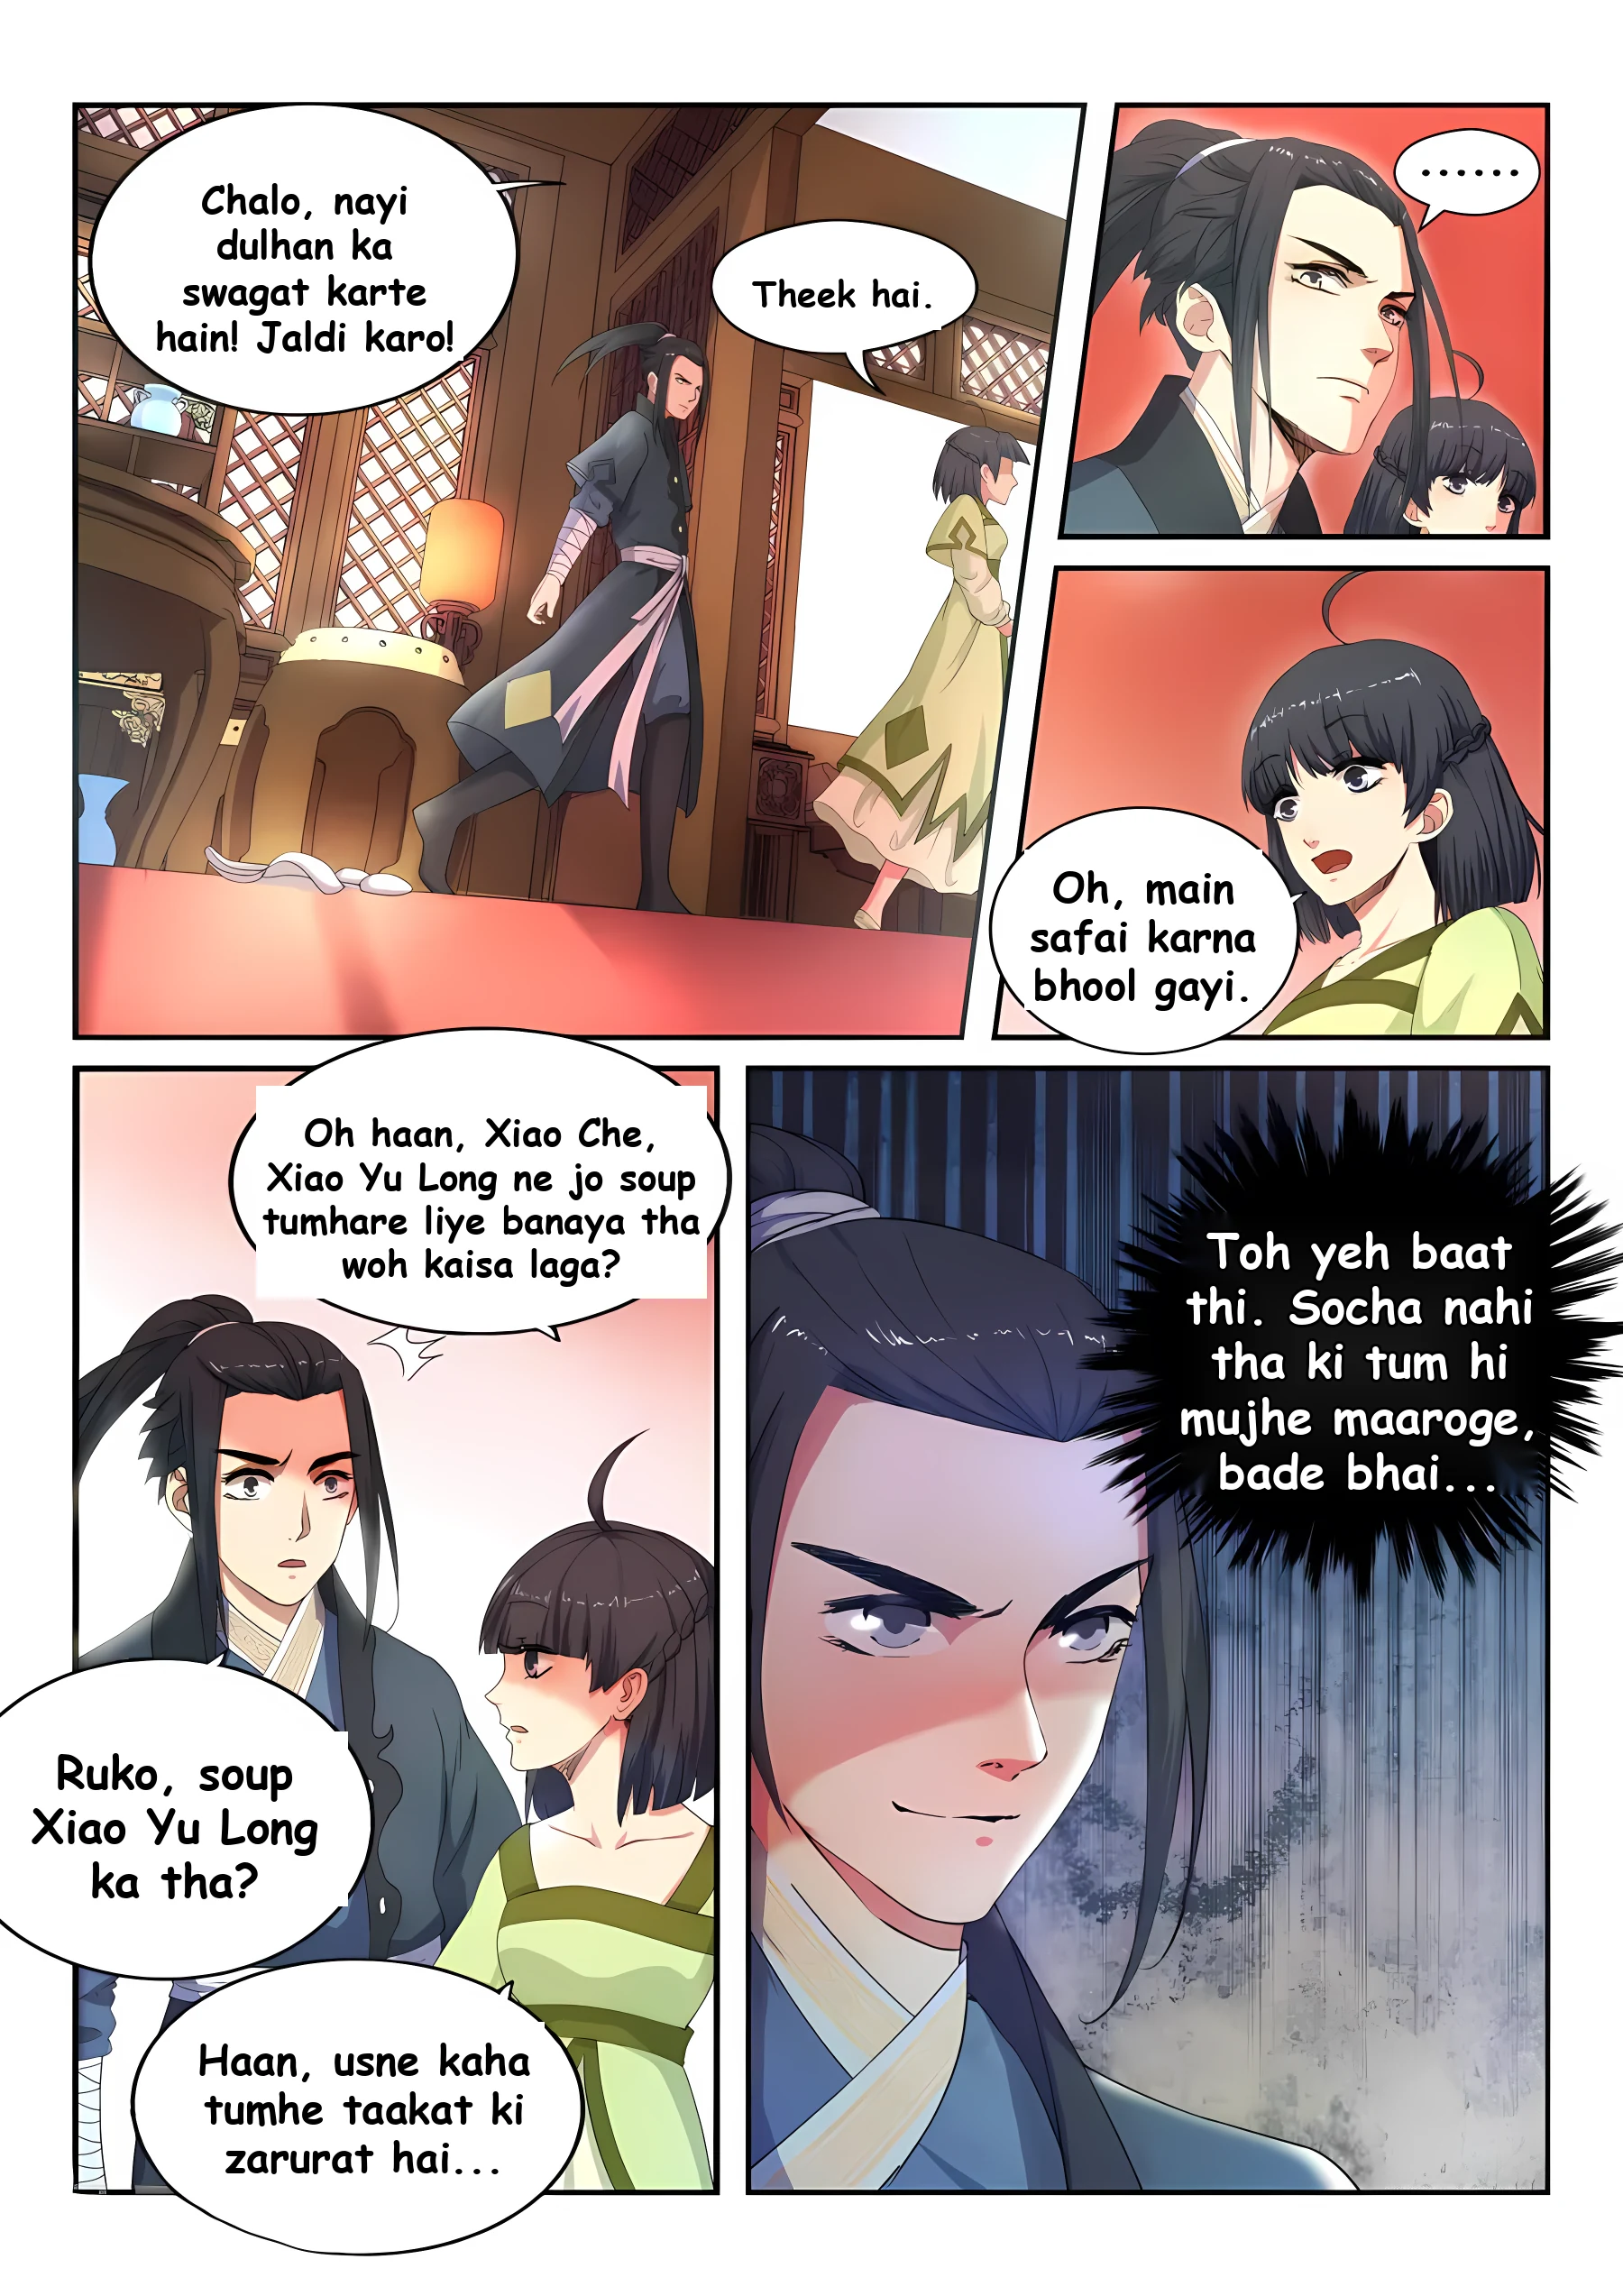 Chalo, nayi
dulhan ka
swagat karte
hain! Jaldi karo!
Theek hai.
......
Oh, main
safai karna
bhool gayi.
Oh haan, Xiao Che,
Xiao Yu Long ne jo soup
tumhare liye banaya tha
woh kaisa laga?
Ruko, soup
Xiao Yu Long
ka tha?
Haan, usne kaha
tumhe taakat ki
zarurat hai...
Toh yeh baat
thi. Socha nahi
tha ki tum hi
mujhe maaroge,
bade bhai...